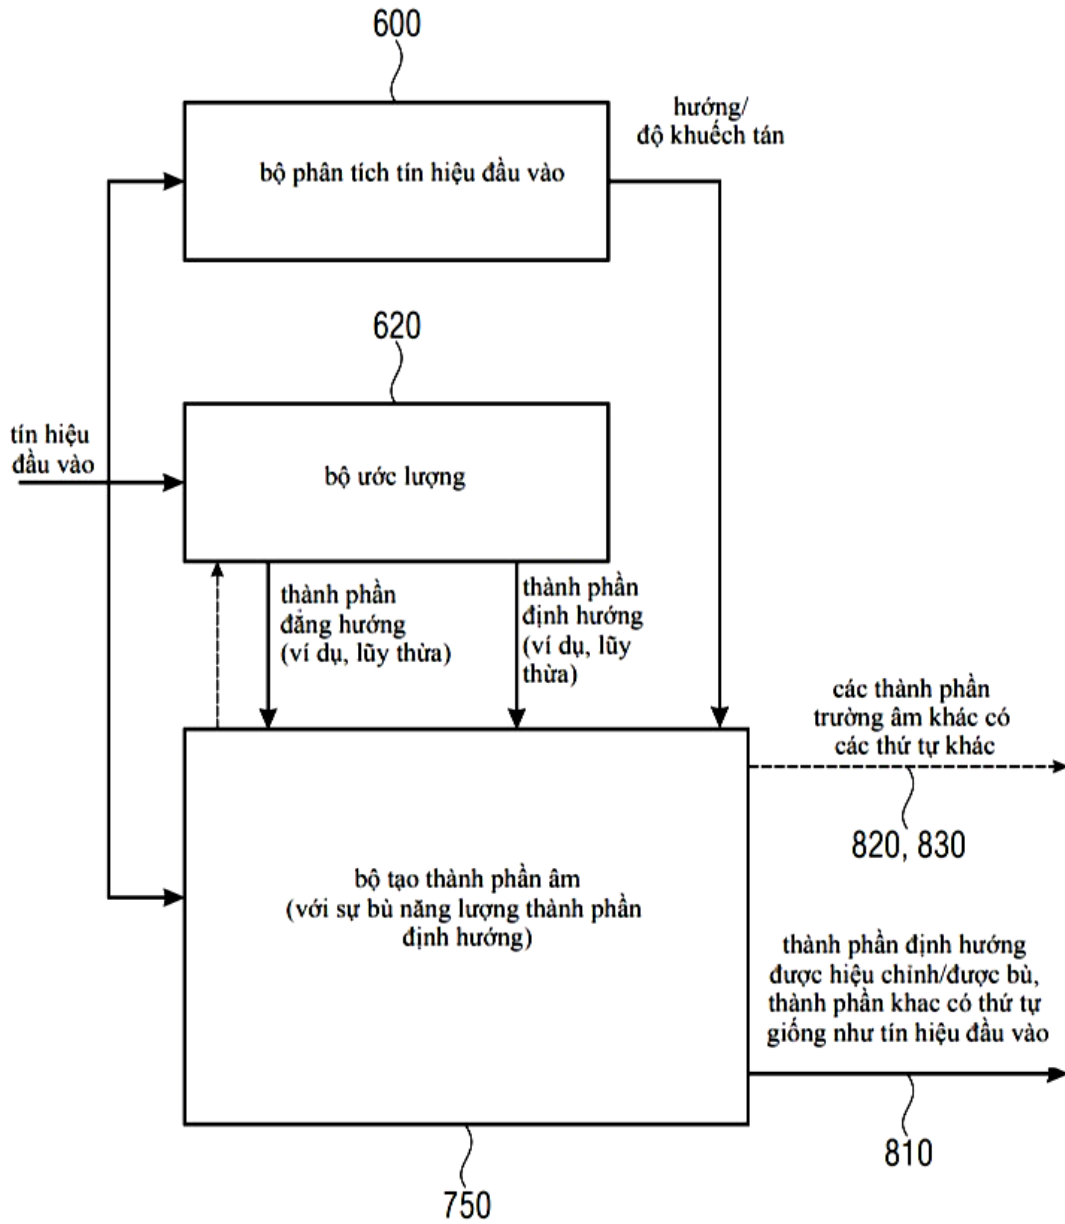 600
hướng/
độ khuếch tán
bộ phân tích tín hiệu đầu vào
620
tín hiệu
đầu vào
bộ ước lượng
thành phần
đẳng hướng
(ví dụ, lũy thừa)
thành phần
định hướng
(ví dụ, lũy
thừa)
các thành phần
trường âm khác có
các thứ tự khác
820, 830
bộ tạo thành phần âm
(với sự bù năng lượng thành phần
định hướng)
thành phần định hướng
được hiệu chỉnh/được bù,
thành phần khac có thứ tự
giống như tín hiệu đầu vào
810
750